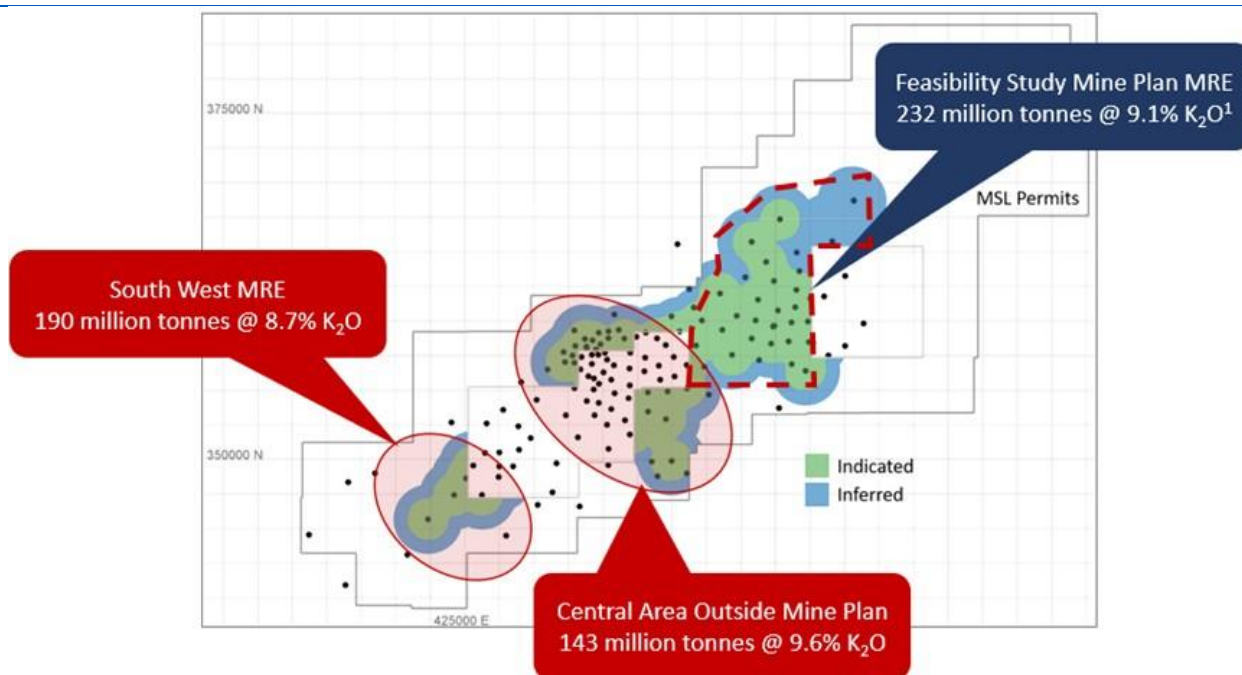 375000 N
Feasibility Study Mine Plan MRE
232 million tonnes @ 9.1% K₂O¹
MSL Permits
South West MRE
190 million tonnes @ 8.7% K₂O
350000 N
Indicated
Inferred
425000 E
Central Area Outside Mine Plan
143 million tonnes @ 9.6% K₂O